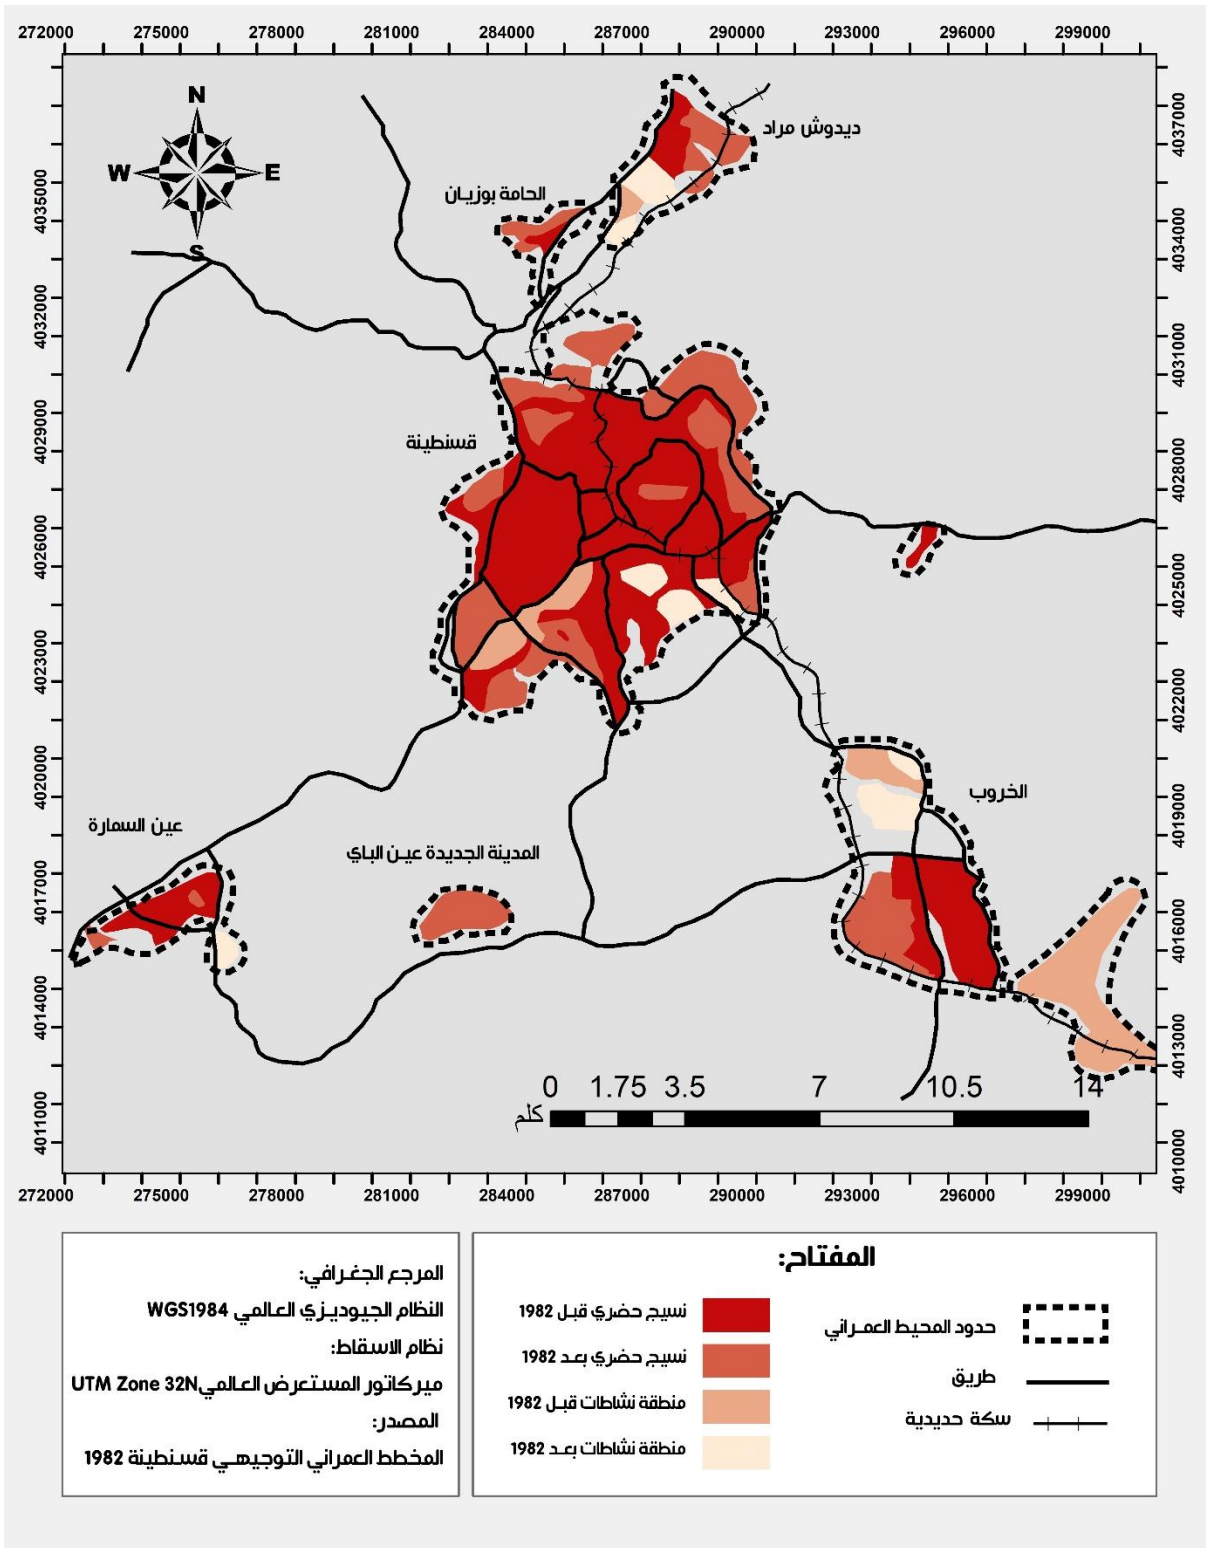 272000 275000 278000 281000 284000 287000 290000 293000 296000 299000
N
W E
S
ديدوش مراد
الحامة بوزيان
قسنطينة
الخروب
عين السمارة
المدينة الجديدة عين الباي
4035000
4032000
4029000
4026000
4023000
4020000
4017000
4014000
4011000
4037000
4034000
4031000
4028000
4025000
4022000
4019000
4016000
4013000
4010000
0 1.75 3.5 7 10.5 14
كلم
272000 275000 278000 281000 284000 287000 290000 293000 296000 299000
المفتاح:
حدود المحيط العمراني
طريق
سكة حديدية
نسيج حضري قبل 1982
نسيج حضري بعد 1982
منطقة نشاطات قبل 1982
منطقة نشاطات بعد 1982
المرجع الجغرافي:
النظام الجيوديزي العالمي WGS1984
نظام الاسقاط:
ميركاتور المستعرض العالمي UTM Zone 32N
المصدر:
المخطط العمراني التوجيهي قسنطينة 1982